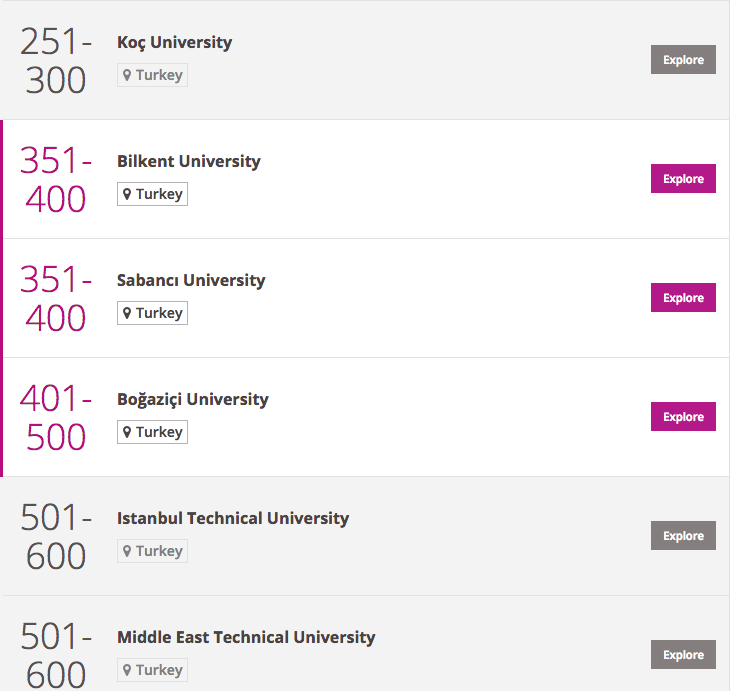 251-
300
Koç University
Turkey
Explore
351-
400
Bilkent University
Turkey
Explore
351-
400
Sabancı University
Turkey
Explore
401-
500
Boğaziçi University
Turkey
Explore
501-
600
Istanbul Technical University
Turkey
Explore
501-
600
Middle East Technical University
Turkey
Explore